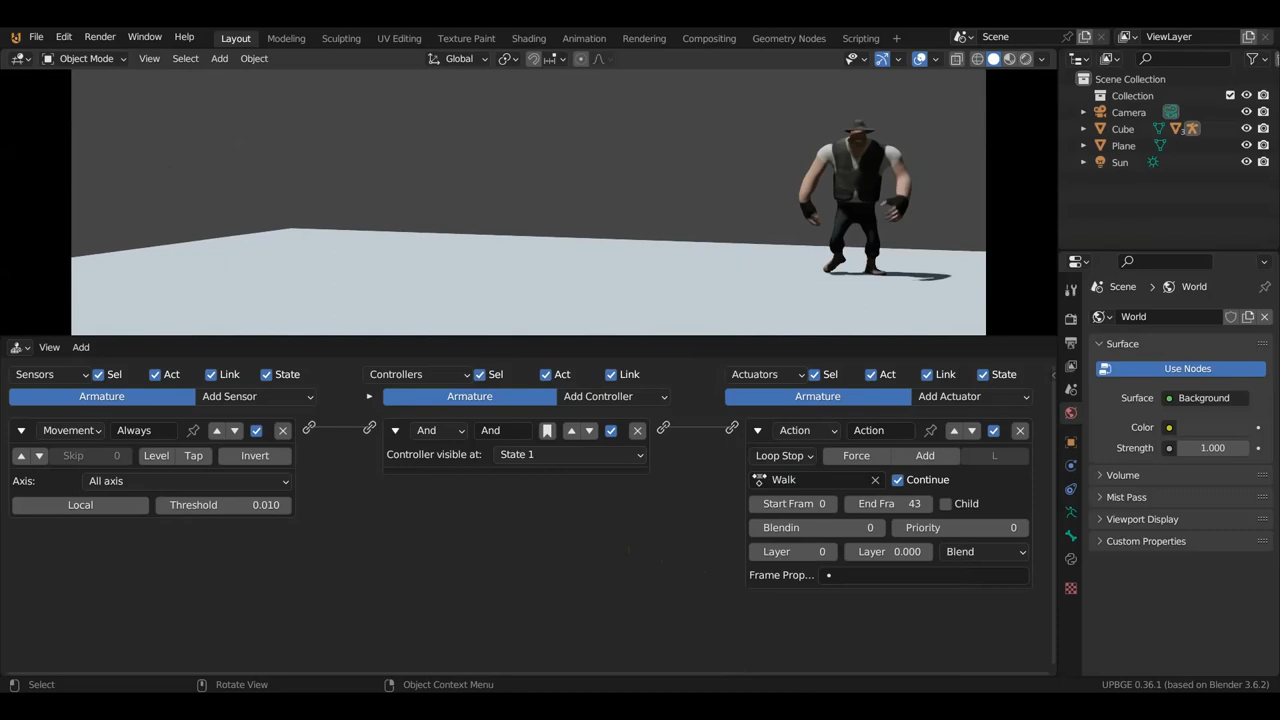 File Edit Render Window Help Layout Modeling Sculpting UV Editing Texture Paint Shading Animation Rendering Compositing Geometry Nodes Scripting + Scene ViewLayer
Object Mode View Select Add Object Global
Scene Collection
Collection
Camera
Cube 3
Plane
Sun
Scene > World
World
Surface
Use Nodes
Surface Background
Color
Strength 1.000
Volume
Mist Pass
Viewport Display
Custom Properties
View Add
Sensors Sel Act Link State Controllers Sel Act Link Actuators Sel Act Link State
Armature Add Sensor Armature Add Controller Armature Add Actuator
Movement Always And And Action Action
Skip 0 Level Tap Invert Controller visible at: State 1 Loop Stop Force Add L
Axis: All axis Walk Continue
Local Threshold 0.010 Start Fram 0 End Fra 43 Child
Blendin 0 Priority 0
Layer 0 Layer 0.000 Blend
Frame Prop...
Select Rotate View Object Context Menu UPBGE 0.36.1 (based on Blender 3.6.2)